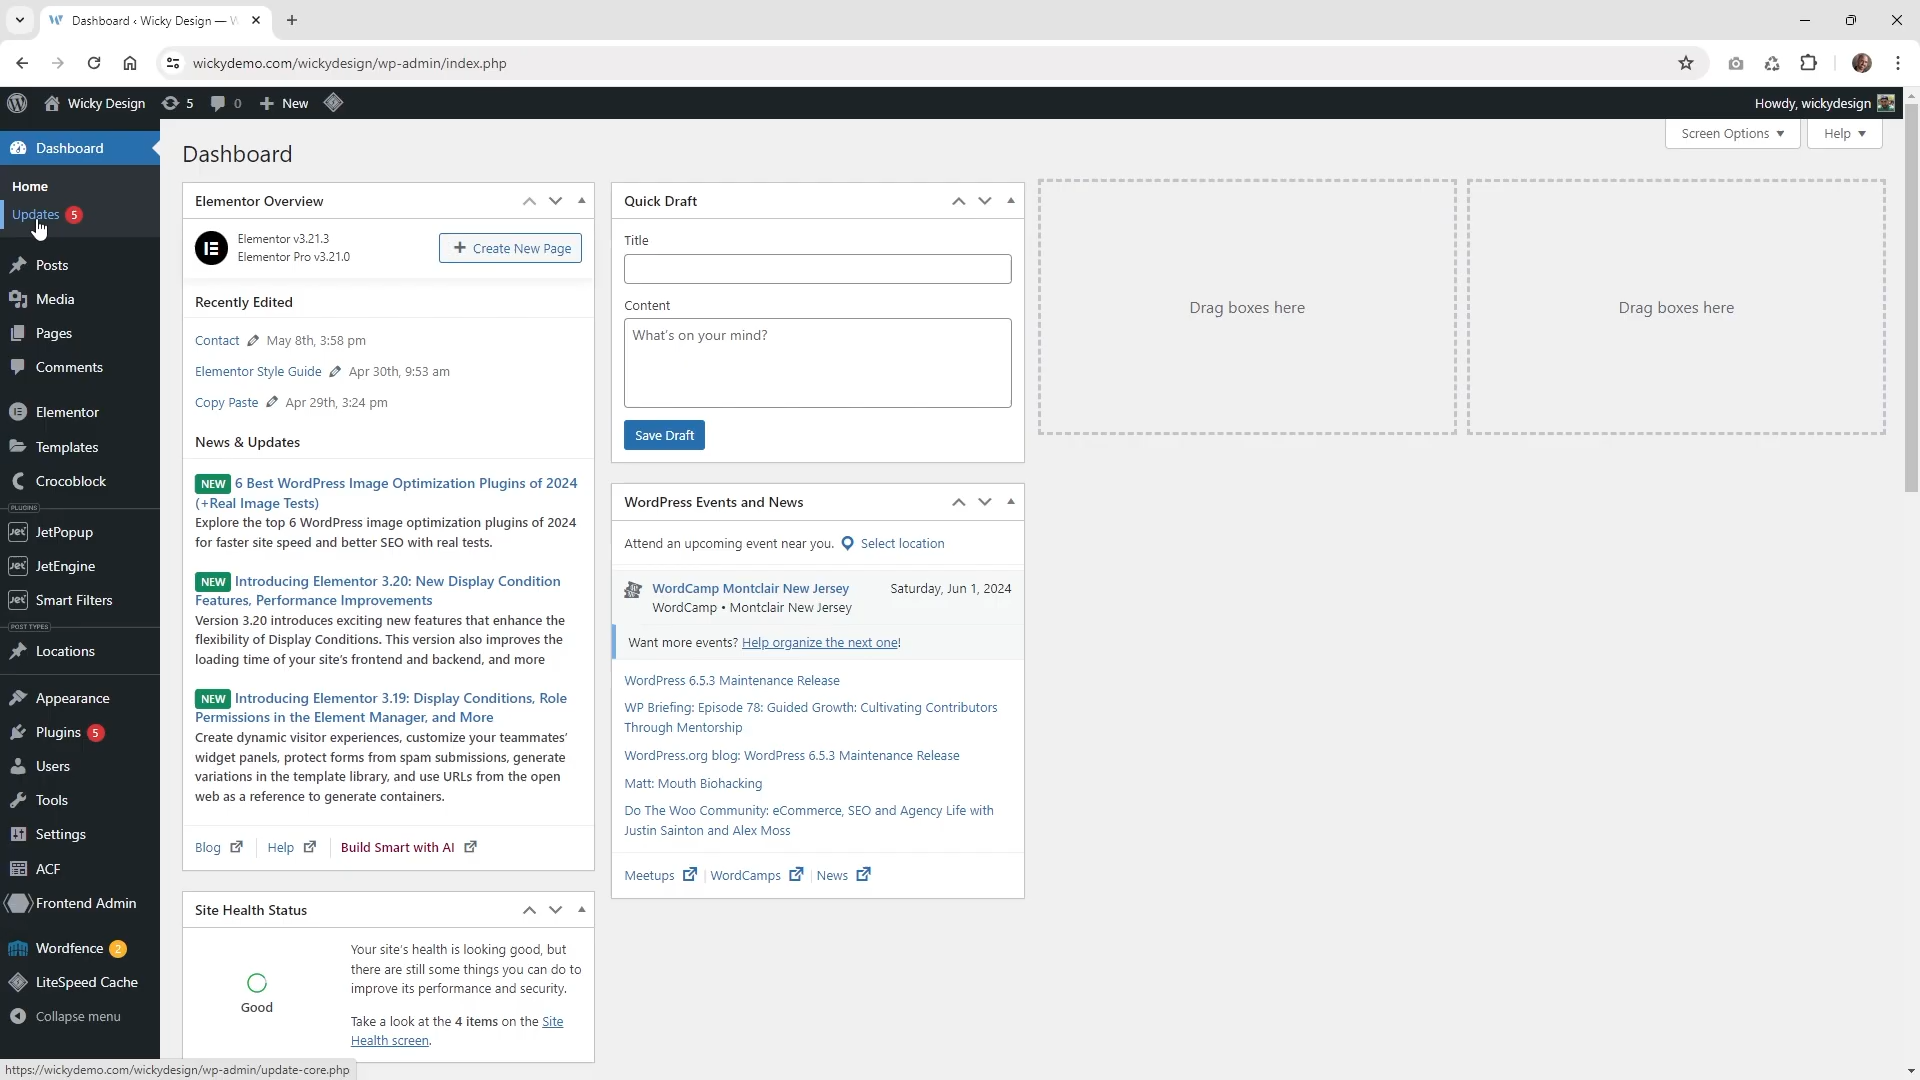 Dashboard ‹ Wicky Design — W
wickydemo.com/wickydesign/wp-admin/index.php
Wicky Design
5
0
New
Howdy, wickydesign
Screen Options
Help
Dashboard
Home
Updates 5
Posts
Media
Pages
Comments
Elementor
Templates
Crocoblock
PLUGINS
JetPopup
JetEngine
Smart Filters
POST TYPES
Locations
Appearance
Plugins 5
Users
Tools
Settings
ACF
Frontend Admin
Wordfence 2
LiteSpeed Cache
Collapse menu
Dashboard
Elementor Overview
Elementor v3.21.3
Elementor Pro v3.21.0
Create New Page
Recently Edited
Contact May 8th, 3:58 pm
Elementor Style Guide Apr 30th, 9:53 am
Copy Paste Apr 29th, 3:24 pm
News & Updates
NEW 6 Best WordPress Image Optimization Plugins of 2024
(+Real Image Tests)
Explore the top 6 WordPress image optimization plugins of 2024
for faster site speed and better SEO with real tests.
NEW Introducing Elementor 3.20: New Display Condition
Features, Performance Improvements
Version 3.20 introduces exciting new features that enhance the
flexibility of Display Conditions. This version also improves the
loading time of your site's frontend and backend, and more
NEW Introducing Elementor 3.19: Display Conditions, Role
Permissions in the Element Manager, and More
Create dynamic visitor experiences, customize your teammates'
widget panels, protect forms from spam submissions, generate
variations in the template library, and use URLs from the open
web as a reference to generate containers.
Blog
Help
Build Smart with AI
Site Health Status
Good
Your site's health is looking good, but
there are still some things you can do to
improve its performance and security.
Take a look at the 4 items on the Site
Health screen.
Quick Draft
Title
Content
What's on your mind?
Save Draft
WordPress Events and News
Attend an upcoming event near you. Select location
WordCamp Montclair New Jersey Saturday, Jun 1, 2024
WordCamp • Montclair New Jersey
Want more events? Help organize the next one!
WordPress 6.5.3 Maintenance Release
WP Briefing: Episode 78: Guided Growth: Cultivating Contributors
Through Mentorship
WordPress.org blog: WordPress 6.5.3 Maintenance Release
Matt: Mouth Biohacking
Do The Woo Community: eCommerce, SEO and Agency Life with
Justin Sainton and Alex Moss
Meetups
WordCamps
News
Drag boxes here
Drag boxes here
https://wickydemo.com/wickydesign/wp-admin/update-core.php